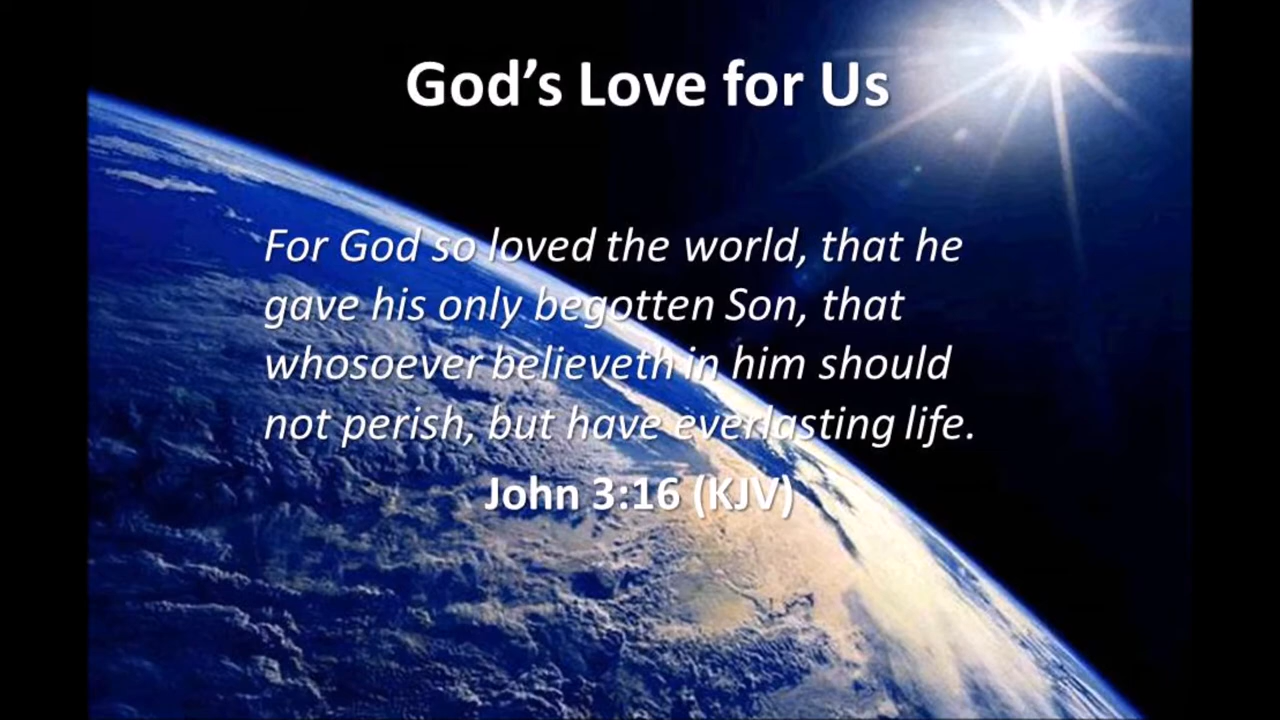 God’s Love for Us
For God so loved the world, that he
gave his only begotten Son, that
whosoever believeth in him should
not perish, but have everlasting life.
John 3:16 (KJV)